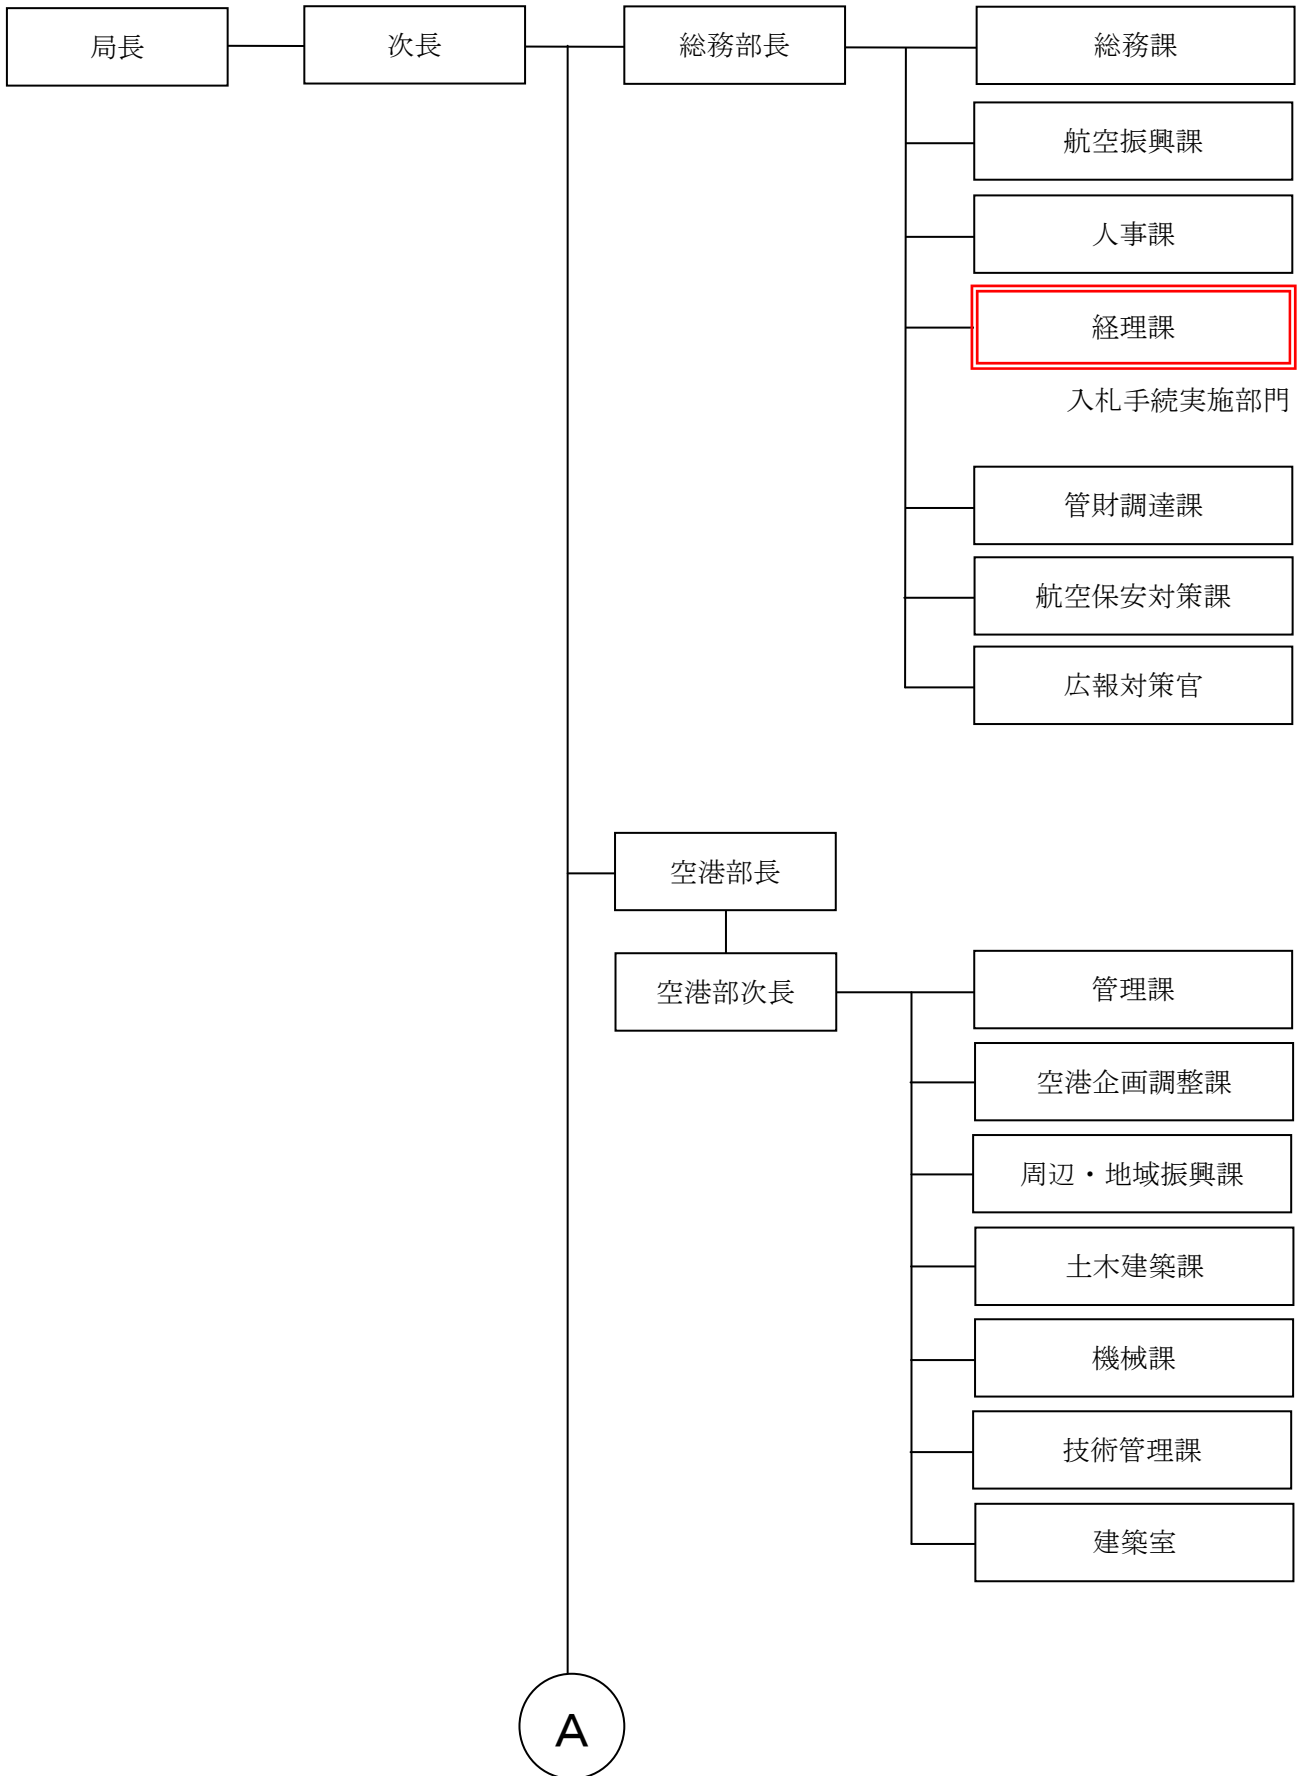 局長
次長
総務部長
総務課
航空振興課
人事課
経理課
入札手続実施部門
管財調達課
航空保安対策課
広報対策官
空港部長
空港部次長
管理課
空港企画調整課
周辺・地域振興課
土木建築課
機械課
技術管理課
建築室
A